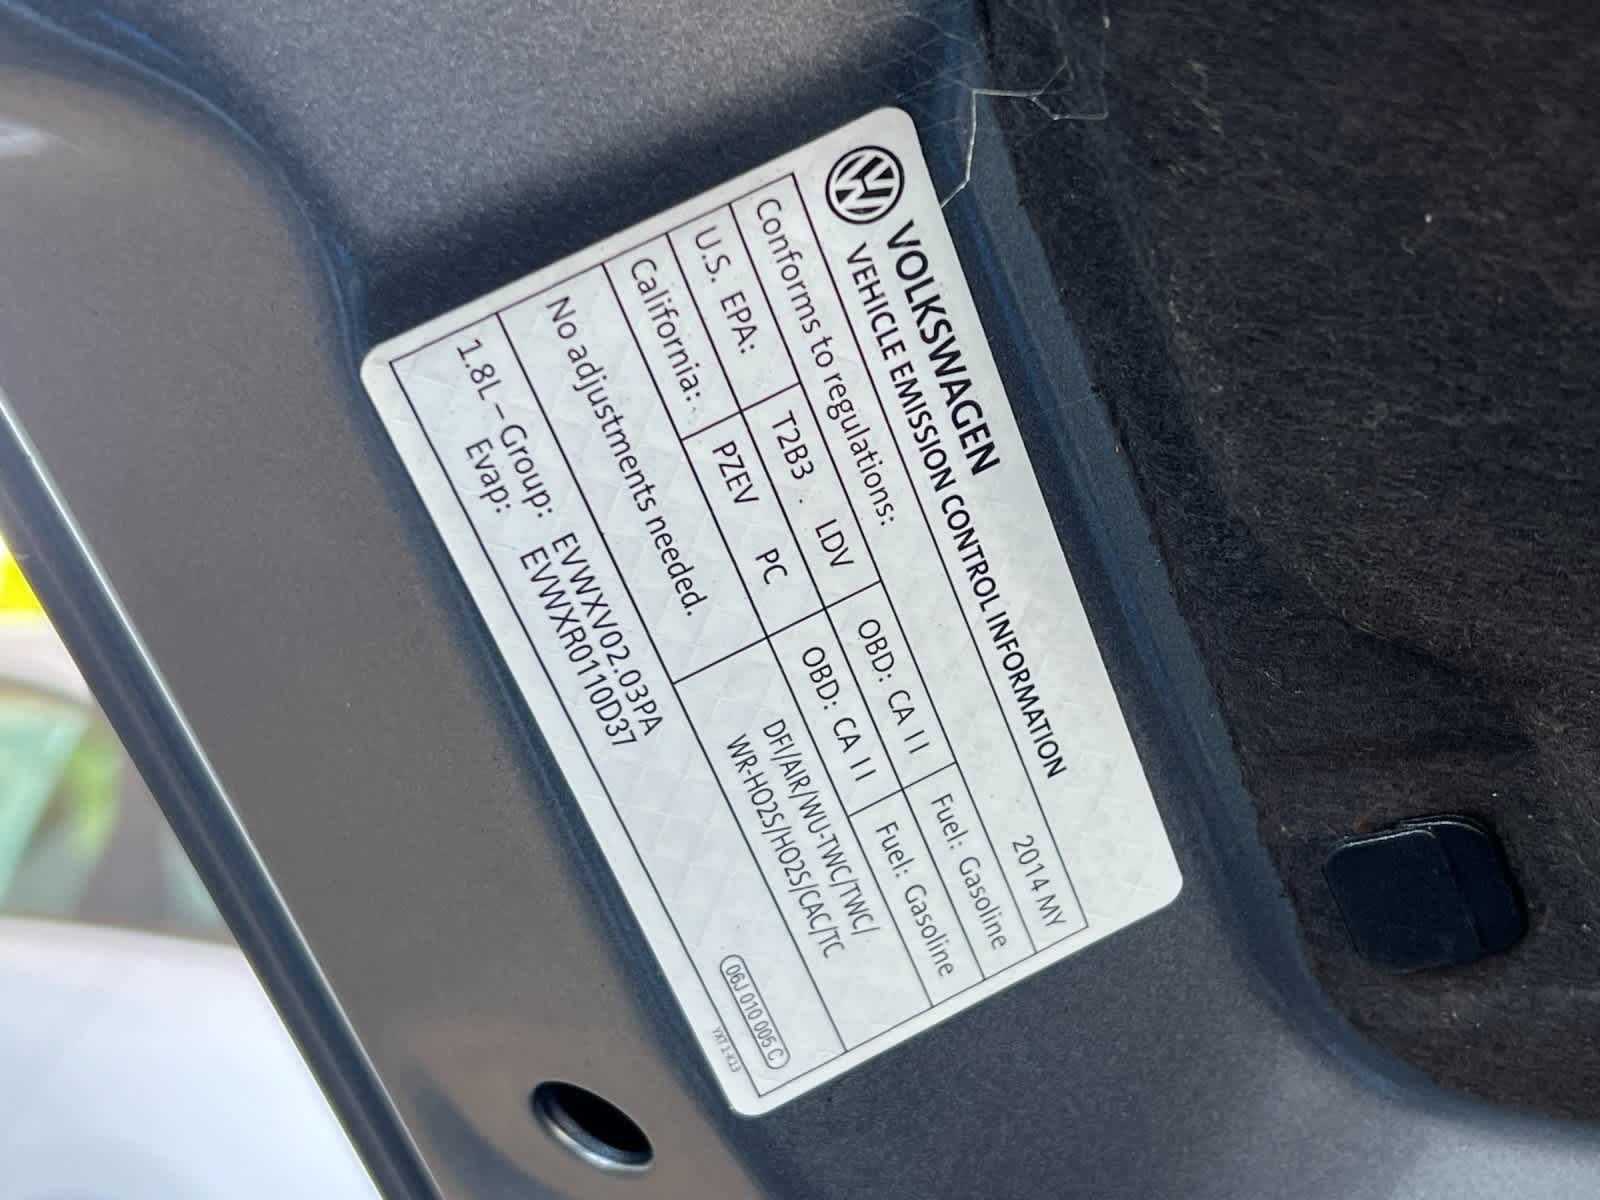 VOLKSWAGEN
VEHICLE EMISSION CONTROL INFORMATION
Conforms to regulations: 2014 MY
U.S. EPA: T2B3 LDV OBD: CA II Fuel: Gasoline
California: PZEV PC OBD: CA II Fuel: Gasoline
No adjustments needed.
DFI/AIR/WU-TWC/TWC/
WR-HO2S/HO2S/CAC/TC
1.8L – Group: EVWXV02.03PA
Evap: EVWXR0110D37
06J 010 006 C